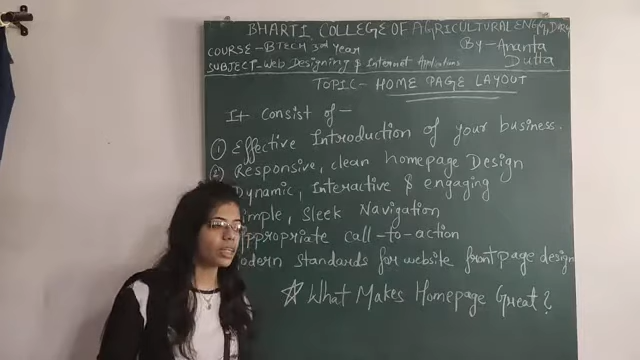 BHARTI COLLEGE OF AGRICULTURAL ENGG, DURG
COURSE - BTECH 3rd Year
By - Ananta Dutta
SUBJECT - Web Designing & Internet Applications
TOPIC - HOME PAGE LAYOUT
It Consist of -
① Effective Introduction of your business.
② Responsive, clean homepage Design
Dynamic, Interactive & engaging
imple, Sleek Navigation
ppropriate call-to-action
odern standards for website frontpage design
☆ What Makes Homepage Great?